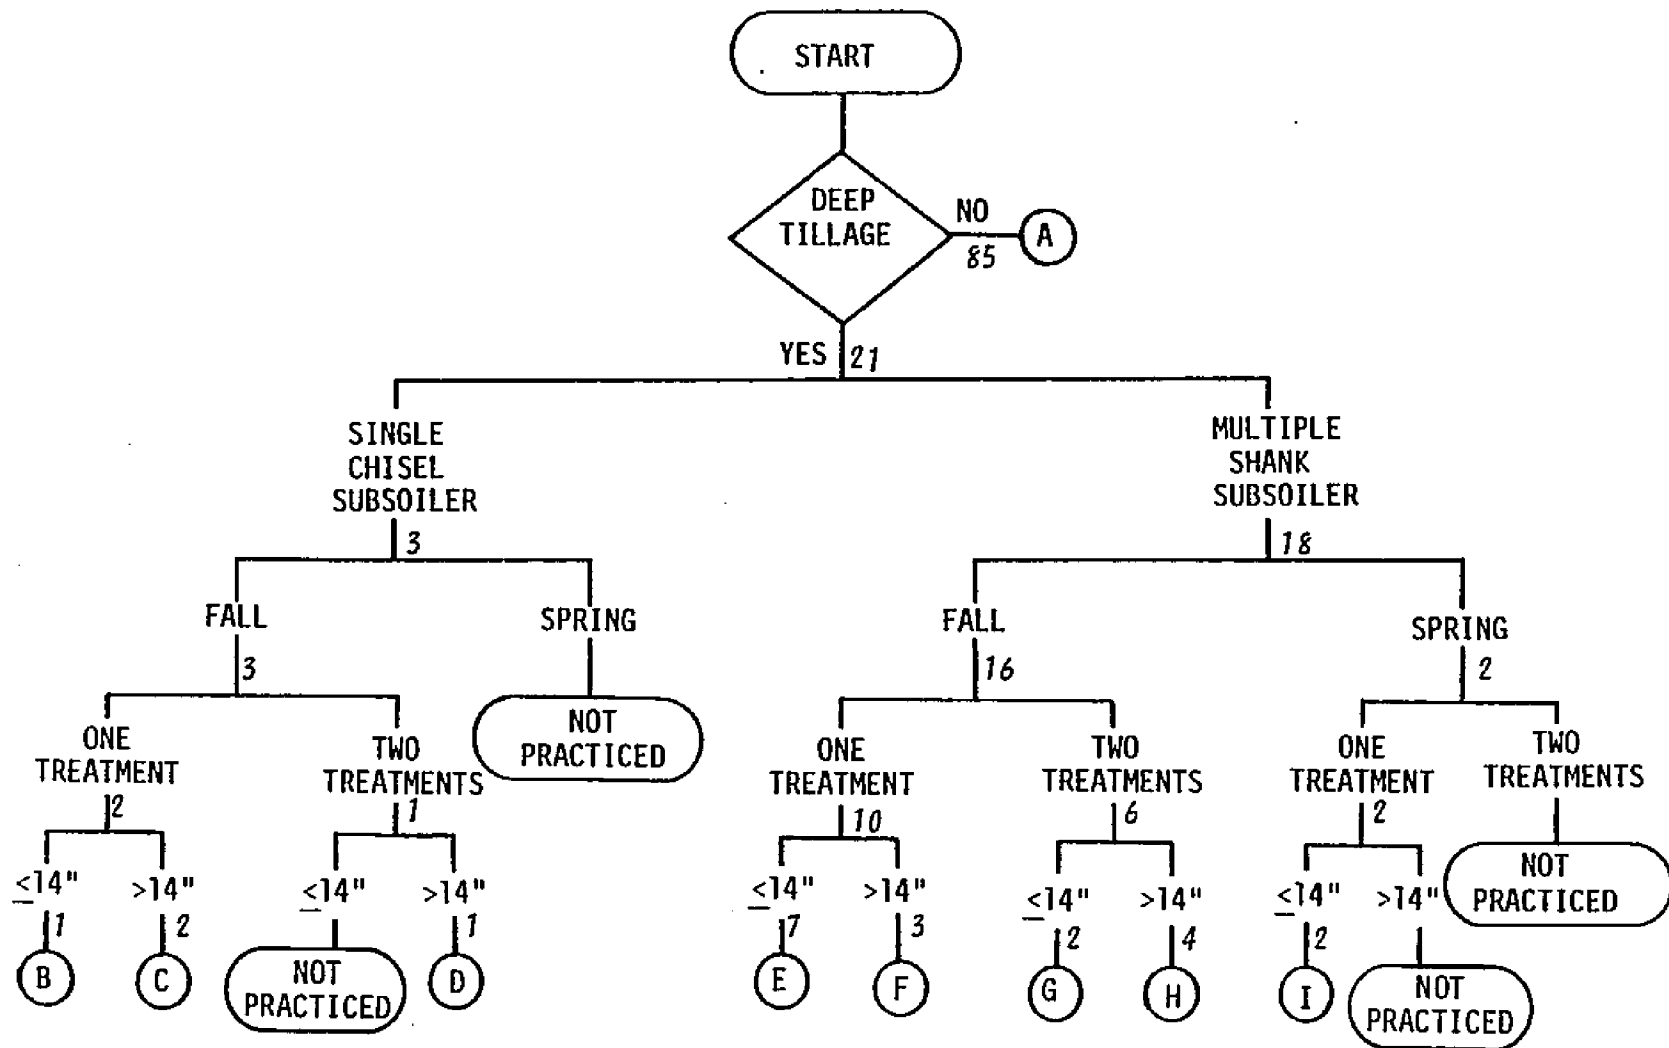 START
DEEP
TILLAGE
NO
85
A
YES 21
SINGLE
CHISEL
SUBSOILER
3
MULTIPLE
SHANK
SUBSOILER
18
FALL
3
SPRING
NOT
PRACTICED
FALL
16
SPRING
2
ONE
TREATMENT
2
TWO
TREATMENTS
1
ONE
TREATMENT
10
TWO
TREATMENTS
6
ONE
TREATMENT
2
TWO
TREATMENTS
NOT
PRACTICED
≤14"
1
B
>14"
2
C
≤14"
NOT
PRACTICED
>14"
1
D
≤14"
7
E
>14"
3
F
≤14"
2
G
>14"
4
H
≤14"
2
I
>14"
NOT
PRACTICED